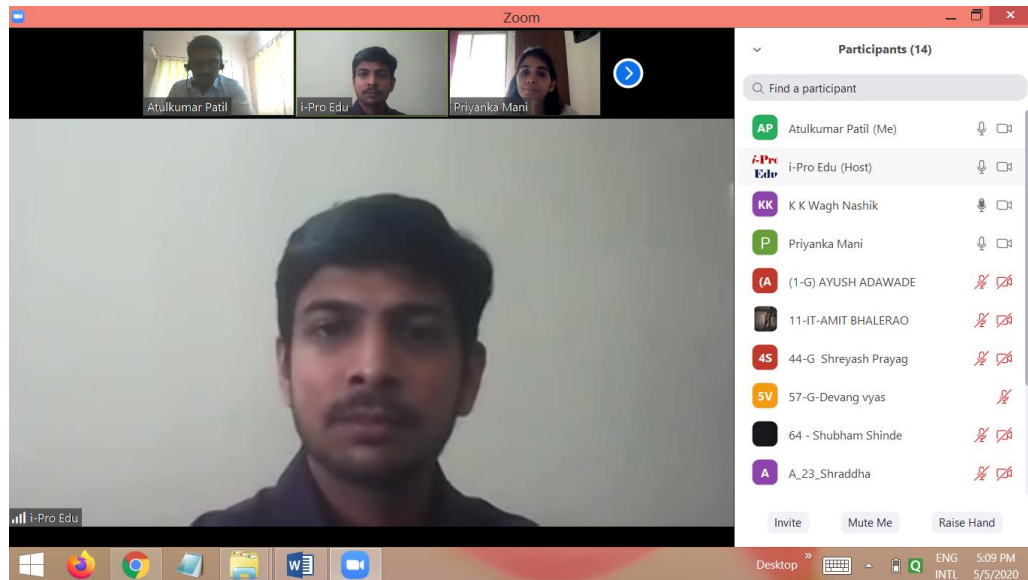 Zoom
Atulkumar Patil
i-Pro Edu
Priyanka Mani
i-Pro Edu
Participants (14)
Find a participant
AP Atulkumar Patil (Me)
i-Pro
Edu
i-Pro Edu (Host)
KK K K Wagh Nashik
P Priyanka Mani
(A (1-G) AYUSH ADAWADE
11-IT-AMIT BHALERAO
4S 44-G Shreyash Prayag
5V 57-G-Devang vyas
64 - Shubham Shinde
A A_23_Shraddha
Invite Mute Me Raise Hand
Desktop
ENG 5:09 PM
INTL 5/5/2020